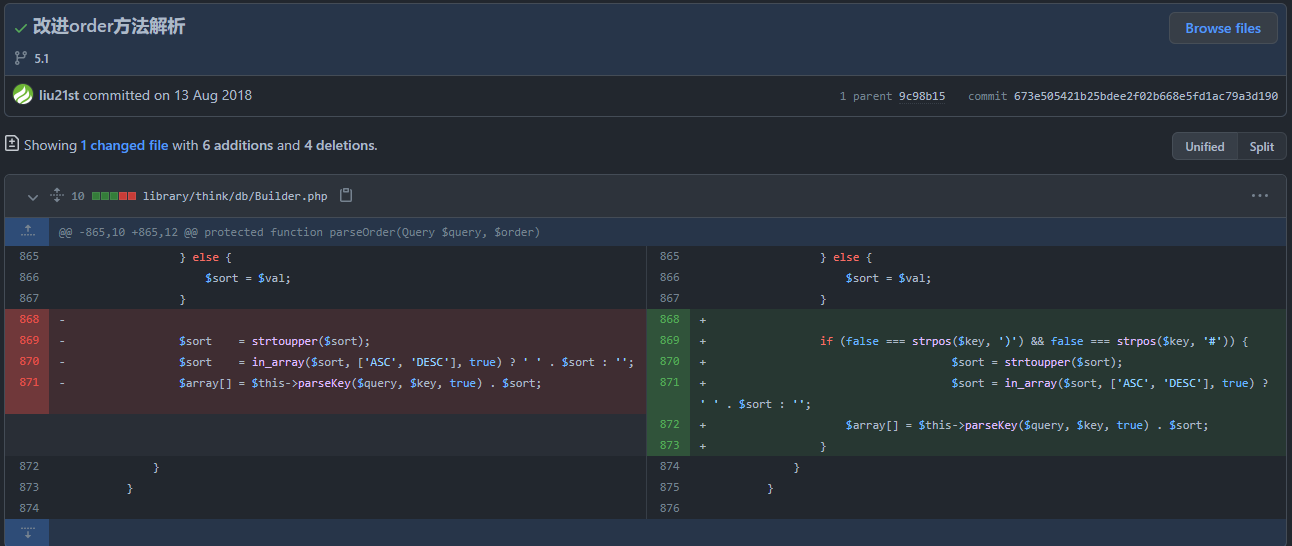 改进order方法解析
Browse files
5.1
liu21st committed on 13 Aug 2018
1 parent 9c98b15 commit 673e505421b25bdee2f02b668e5fd1ac79a3d190
Showing 1 changed file with 6 additions and 4 deletions.
Unified Split
10 library/think/db/Builder.php
@@ -865,10 +865,12 @@ protected function parseOrder(Query $query, $order)
865 } else {
866 $sort = $val;
867 }
868 -
869 - $sort = strtoupper($sort);
870 - $sort = in_array($sort, ['ASC', 'DESC'], true) ? ' ' . $sort : '';
871 - $array[] = $this->parseKey($query, $key, true) . $sort;
872 }
873 }
874
865 } else {
866 $sort = $val;
867 }
868 +
869 + if (false === strpos($key, ')') && false === strpos($key, '#')) {
870 + $sort = strtoupper($sort);
871 + $sort = in_array($sort, ['ASC', 'DESC'], true) ?
' ' . $sort : '';
872 + $array[] = $this->parseKey($query, $key, true) . $sort;
873 + }
874 }
875 }
876